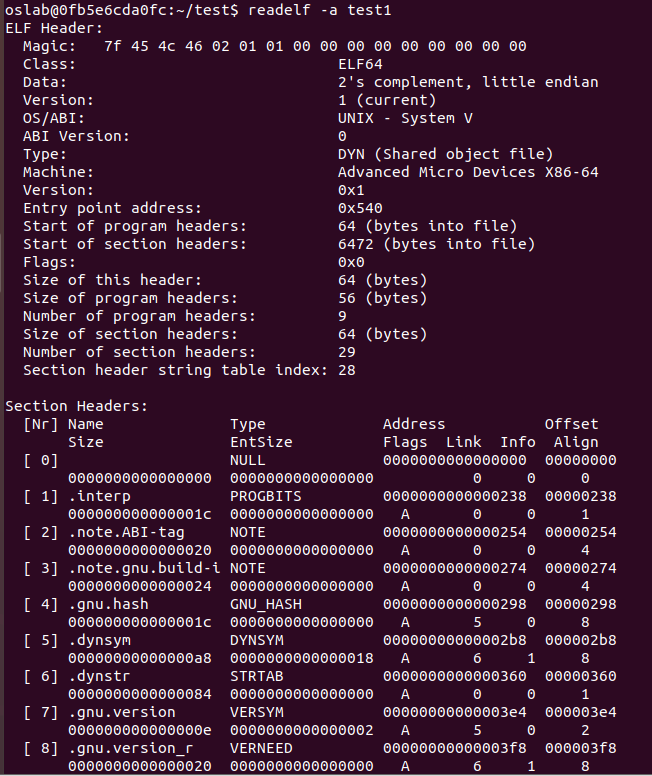 oslab@0fb5e6cda0fc:~/test$ readelf -a test1
ELF Header:
  Magic:   7f 45 4c 46 02 01 01 00 00 00 00 00 00 00 00 00
  Class:                             ELF64
  Data:                              2's complement, little endian
  Version:                           1 (current)
  OS/ABI:                            UNIX - System V
  ABI Version:                       0
  Type:                              DYN (Shared object file)
  Machine:                           Advanced Micro Devices X86-64
  Version:                           0x1
  Entry point address:               0x540
  Start of program headers:          64 (bytes into file)
  Start of section headers:          6472 (bytes into file)
  Flags:                             0x0
  Size of this header:               64 (bytes)
  Size of program headers:           56 (bytes)
  Number of program headers:         9
  Size of section headers:           64 (bytes)
  Number of section headers:         29
  Section header string table index: 28

Section Headers:
  [Nr] Name              Type             Address           Offset
       Size              EntSize          Flags  Link  Info  Align
  [ 0]                   NULL             0000000000000000  00000000
       0000000000000000  0000000000000000           0     0     0
  [ 1] .interp           PROGBITS         0000000000000238  00000238
       000000000000001c  0000000000000000   A       0     0     1
  [ 2] .note.ABI-tag     NOTE             0000000000000254  00000254
       0000000000000020  0000000000000000   A       0     0     4
  [ 3] .note.gnu.build-i NOTE             0000000000000274  00000274
       0000000000000024  0000000000000000   A       0     0     4
  [ 4] .gnu.hash         GNU_HASH         0000000000000298  00000298
       000000000000001c  0000000000000000   A       5     0     8
  [ 5] .dynsym           DYNSYM           00000000000002b8  000002b8
       00000000000000a8  0000000000000018   A       6     1     8
  [ 6] .dynstr           STRTAB           0000000000000360  00000360
       0000000000000084  0000000000000000   A       0     0     1
  [ 7] .gnu.version      VERSYM           00000000000003e4  000003e4
       000000000000000e  0000000000000002   A       5     0     2
  [ 8] .gnu.version_r    VERNEED          00000000000003f8  000003f8
       0000000000000020  0000000000000000   A       6     1     8